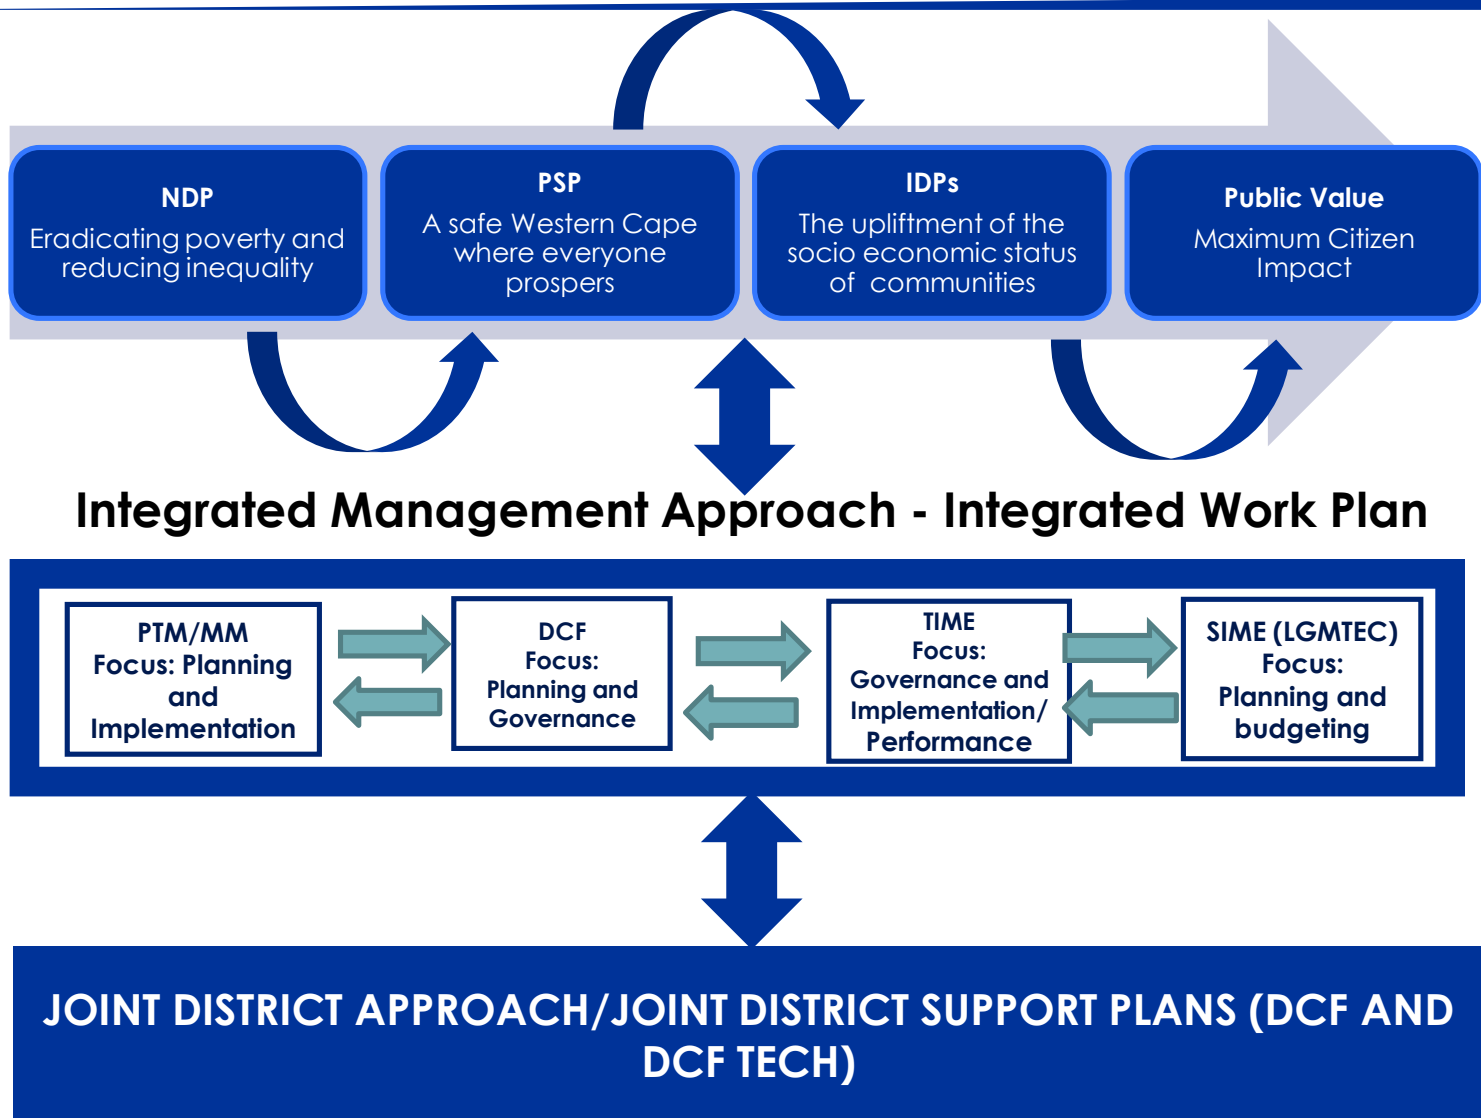 NDP
Eradicating poverty and
reducing inequality
PSP
A safe Western Cape
where everyone
prospers
IDPs
The upliftment of the
socio economic status
of communities
Public Value
Maximum Citizen
Impact
Integrated Management Approach - Integrated Work Plan
PTM/MM
Focus: Planning
and
Implementation
DCF
Focus:
Planning and
Governance
TIME
Focus:
Governance and
Implementation/
Performance
SIME (LGMTEC)
Focus:
Planning and
budgeting
JOINT DISTRICT APPROACH/JOINT DISTRICT SUPPORT PLANS (DCF AND
DCF TECH)